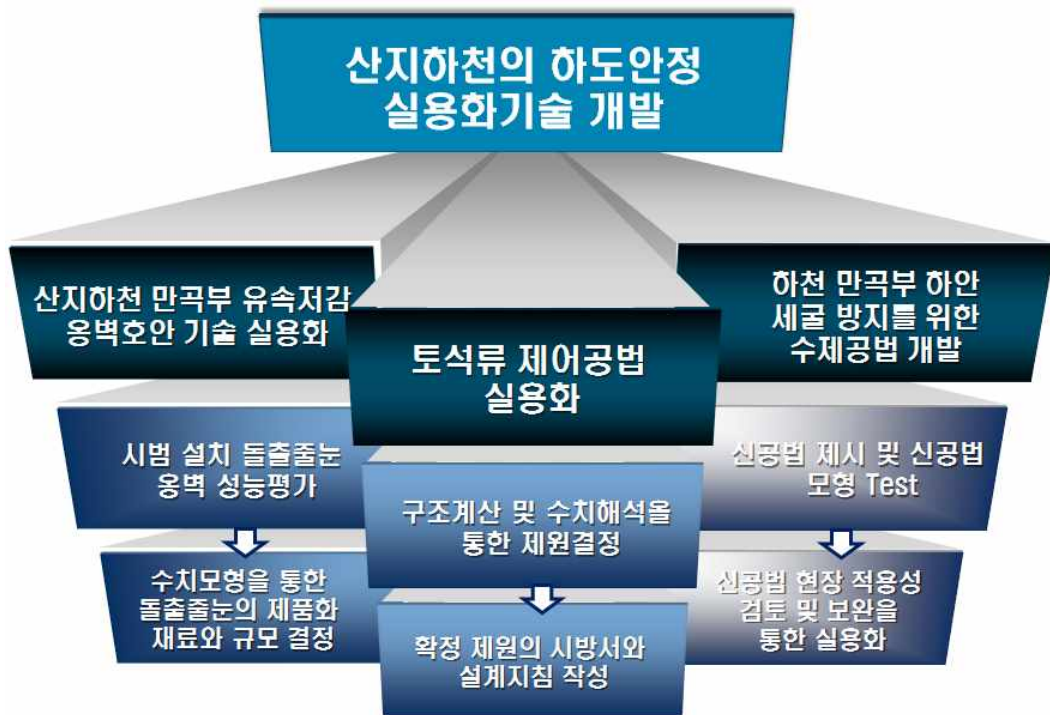 산지하천의 하도안정
실용화기술 개발
산지하천 만곡부 유속저감
옹벽호안 기술 실용화
시범 설치 돌출줄눈
옹벽 성능평가
수치모형을 통한
돌출줄눈의 제품화
재료와 규모 결정
토석류 제어공법
실용화
구조계산 및 수치해석을
통한 제원결정
확정 제원의 시방서와
설계지침 작성
하천 만곡부 하안
세굴 방지를 위한
수제공법 개발
신공법 제시 및 신공법
모형 Test
신공법 현장 적용성
검토 및 보완을
통한 실용화